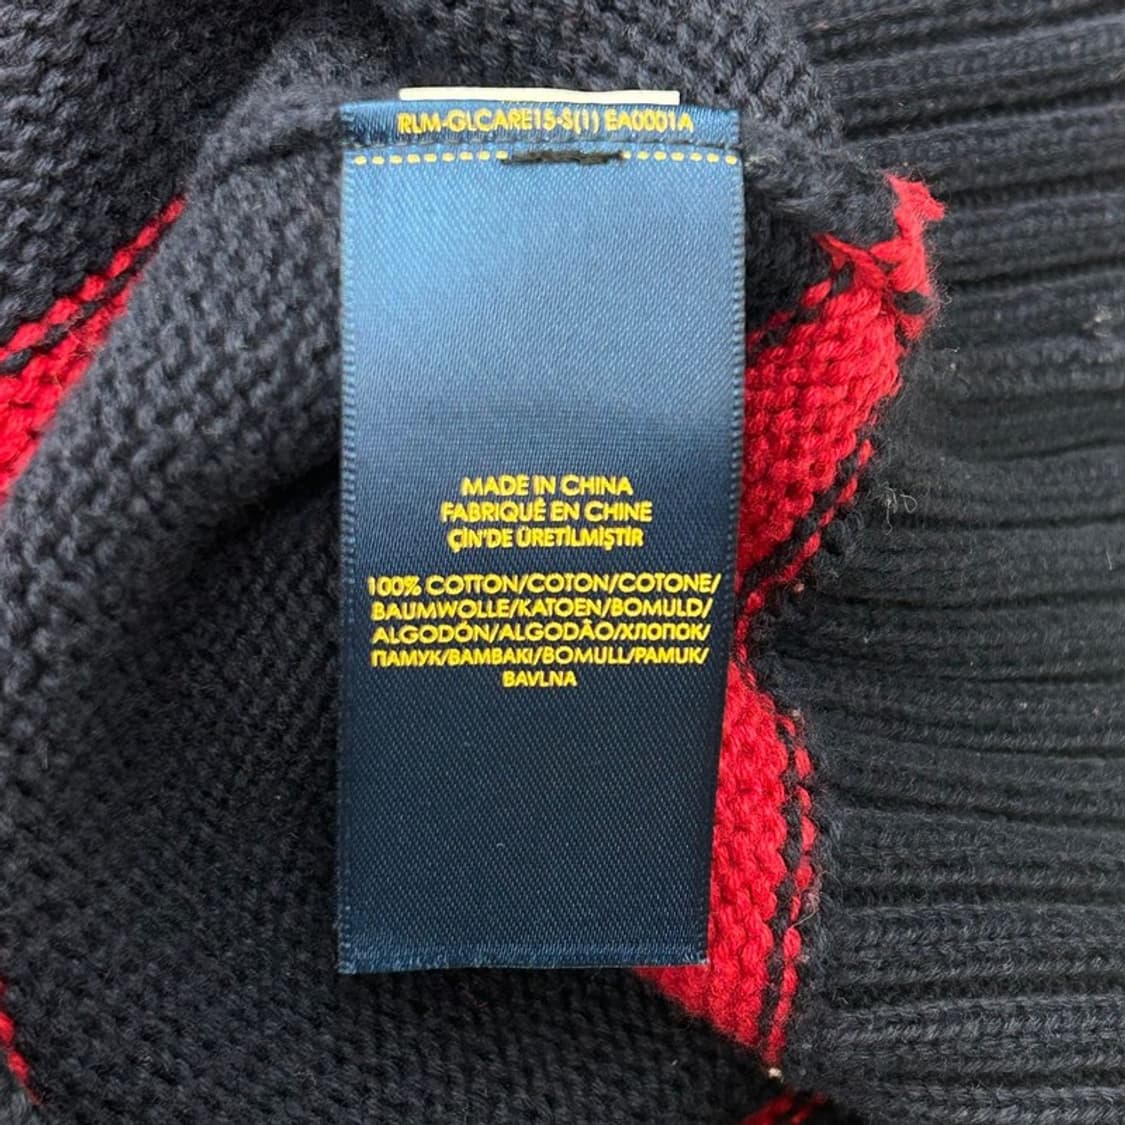 RLM-GLCARE15-S(1) EA0001A
MADE IN CHINA
FABRIQUÉ EN CHINE
ÇİN'DE ÜRETİLMİŞTİR
100% COTTON/COTON/COTONE/
BAUMWOLLE/KATOEN/BOMULD/
ALGODÓN/ALGODÃO/ХЛОПОК/
ПАМУК/ΒΑΜΒΑΚΙ/BOMULL/PAMUK/
BAVLNA